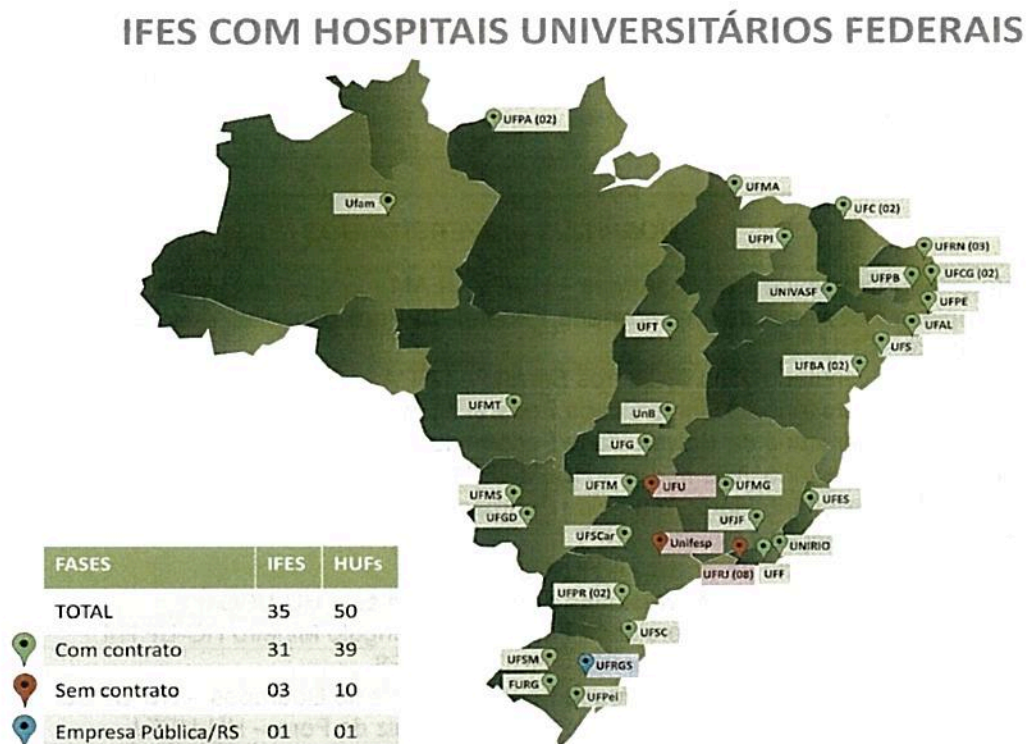 IFES COM HOSPITAIS UNIVERSITÁRIOS FEDERAIS
UFPA (02)
UFMA
Ufam
UFC (02)
UFPI
UFRN (03)
UFPB
UFCG (02)
UNIVASF
UFPE
UFT
UFAL
UFS
UFBA (02)
UFMT
UnB
UFG
UFTM
UFU
UFMG
UFMS
UFES
UFGD
UFJF
UFSCar
Unifesp
UNIRIO
UFRJ (08)
UFF
UFPR (02)
UFSC
UFSM
UFRGS
FURG
UFPel
FASES IFES HUFs
TOTAL 35 50
Com contrato 31 39
Sem contrato 03 10
Empresa Pública/RS 01 01